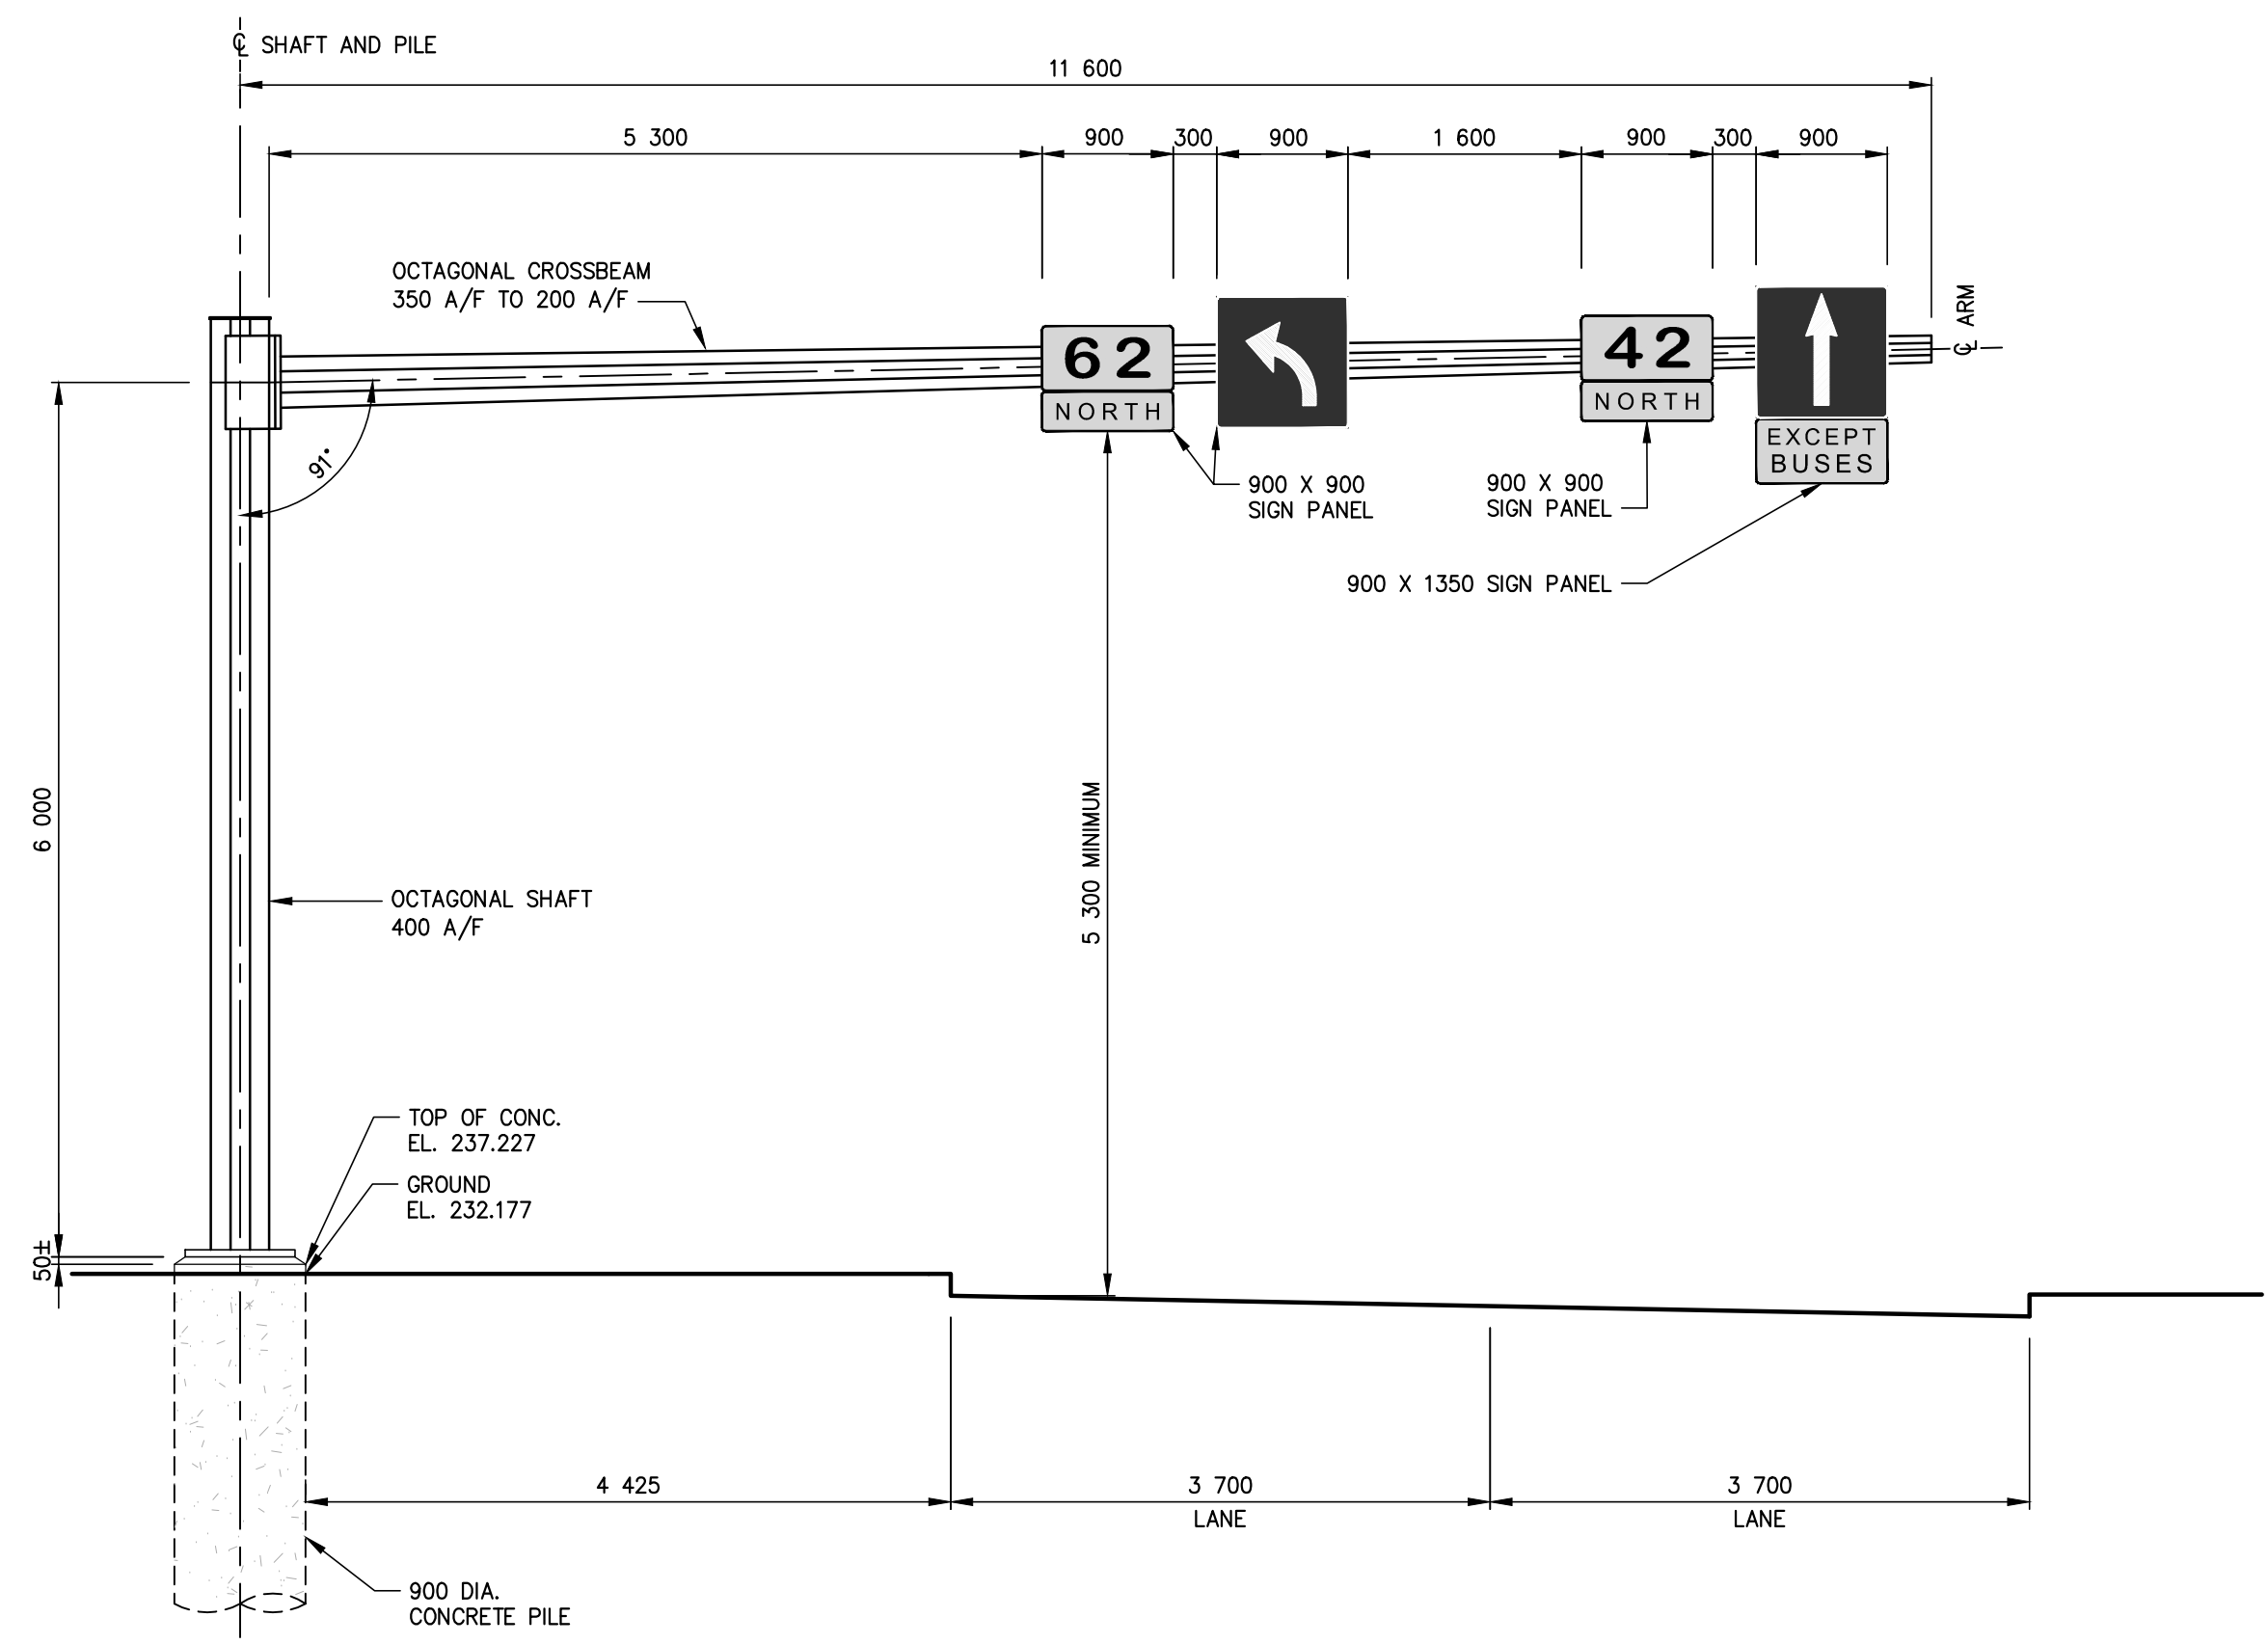 ℄ SHAFT AND PILE
11 600
5 300
900
300
900
1 600
900
300
900
OCTAGONAL CROSSBEAM
350 A/F TO 200 A/F
℄ ARM
62
NORTH
42
NORTH
EXCEPT
BUSES
91°
900 X 900
SIGN PANEL
900 X 900
SIGN PANEL
900 X 1350 SIGN PANEL
6 000
5 300 MINIMUM
OCTAGONAL SHAFT
400 A/F
TOP OF CONC.
EL. 237.227
GROUND
EL. 232.177
50±
4 425
3 700
LANE
3 700
LANE
900 DIA.
CONCRETE PILE